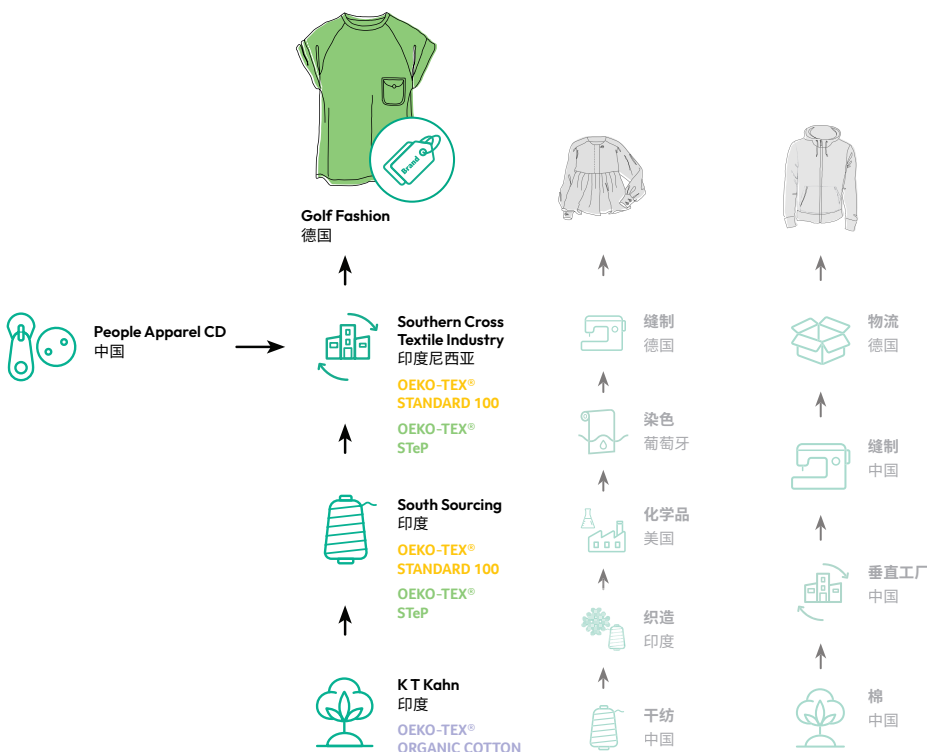 Brand
Golf Fashion
德国
People Apparel CD
中国
Southern Cross
Textile Industry
印度尼西亚
OEKO-TEX®
STANDARD 100
OEKO-TEX®
STeP
South Sourcing
印度
OEKO-TEX®
STANDARD 100
OEKO-TEX®
STeP
K T Kahn
印度
OEKO-TEX®
ORGANIC COTTON
缝制
德国
染色
葡萄牙
化学品
美国
织造
印度
干纺
中国
物流
德国
缝制
中国
垂直工厂
中国
棉
中国